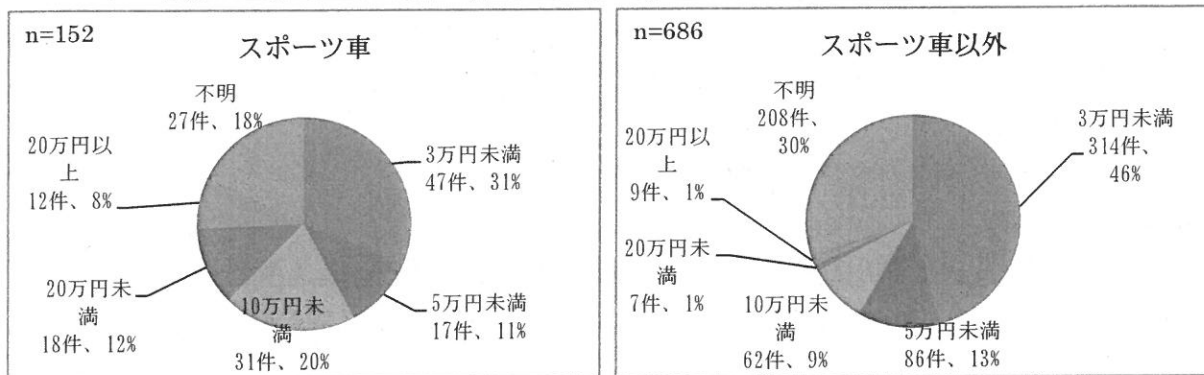 n=152
スポーツ車
不明
27件、18%
20万円以
上
12件、8%
3万円未満
47件、31%
20万円未
満
18件、12%
10万円未
満
31件、20%
5万円未満
17件、11%
n=686
スポーツ車以外
不明
208件、
30%
3万円未満
314件、
46%
20万円以
上
9件、1%
20万円未
満
7件、1%
10万円未
満
62件、9%
5万円未満
86件、13%